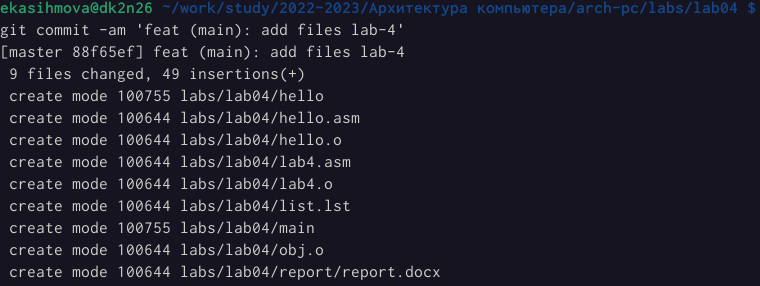 ekasihmova@dk2n26 ~/work/study/2022-2023/Архитектура компьютера/arch-pc/labs/lab04 $
git commit -am 'feat (main): add files lab-4'
[master 88f65ef] feat (main): add files lab-4
 9 files changed, 49 insertions(+)
 create mode 100755 labs/lab04/hello
 create mode 100644 labs/lab04/hello.asm
 create mode 100644 labs/lab04/hello.o
 create mode 100644 labs/lab04/lab4.asm
 create mode 100644 labs/lab04/lab4.o
 create mode 100644 labs/lab04/list.lst
 create mode 100755 labs/lab04/main
 create mode 100644 labs/lab04/obj.o
 create mode 100644 labs/lab04/report/report.docx